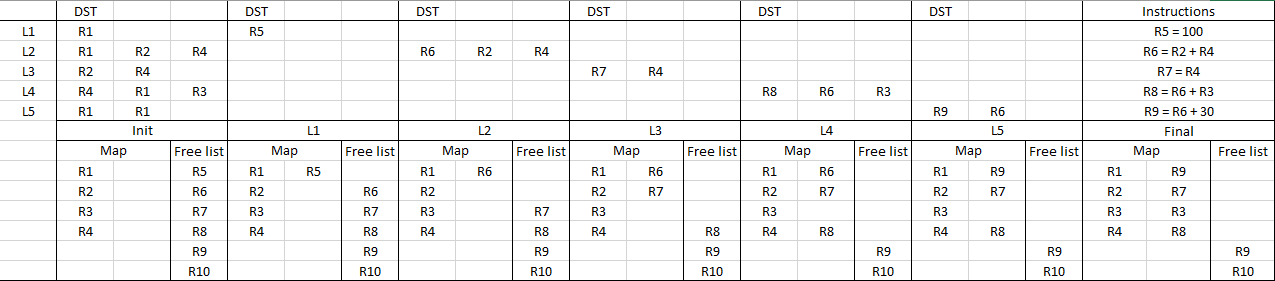 DST DST DST DST DST DST Instructions
L1 R1 R5 R5 = 100
L2 R1 R2 R4 R6 R2 R4 R6 = R2 + R4
L3 R2 R4 R7 R4 R7 = R4
L4 R4 R1 R3 R8 R6 R3 R8 = R6 + R3
L5 R1 R1 R9 R6 R9 = R6 + 30
Init L1 L2 L3 L4 L5 Final
Map Free list Map Free list Map Free list Map Free list Map Free list Map Free list Map Free list
R1 R5 R1 R5 R1 R6 R1 R6 R1 R6 R1 R9 R1 R9
R2 R6 R2 R6 R2 R2 R7 R2 R7 R2 R7 R2 R7
R3 R7 R3 R7 R3 R7 R3 R3 R3 R3 R3
R4 R8 R4 R8 R4 R8 R4 R8 R4 R8 R4 R8 R4 R8
R9 R9 R9 R9 R9 R9 R9
R10 R10 R10 R10 R10 R10 R10